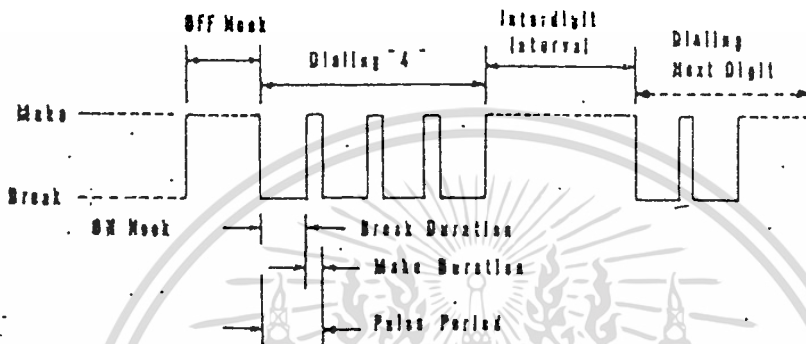 Off Hook
Dialing "4"
Interdigit
Interval
Dialing
Next Digit
Make
Break
ON Hook
Break Duration
Make Duration
Pulse Period